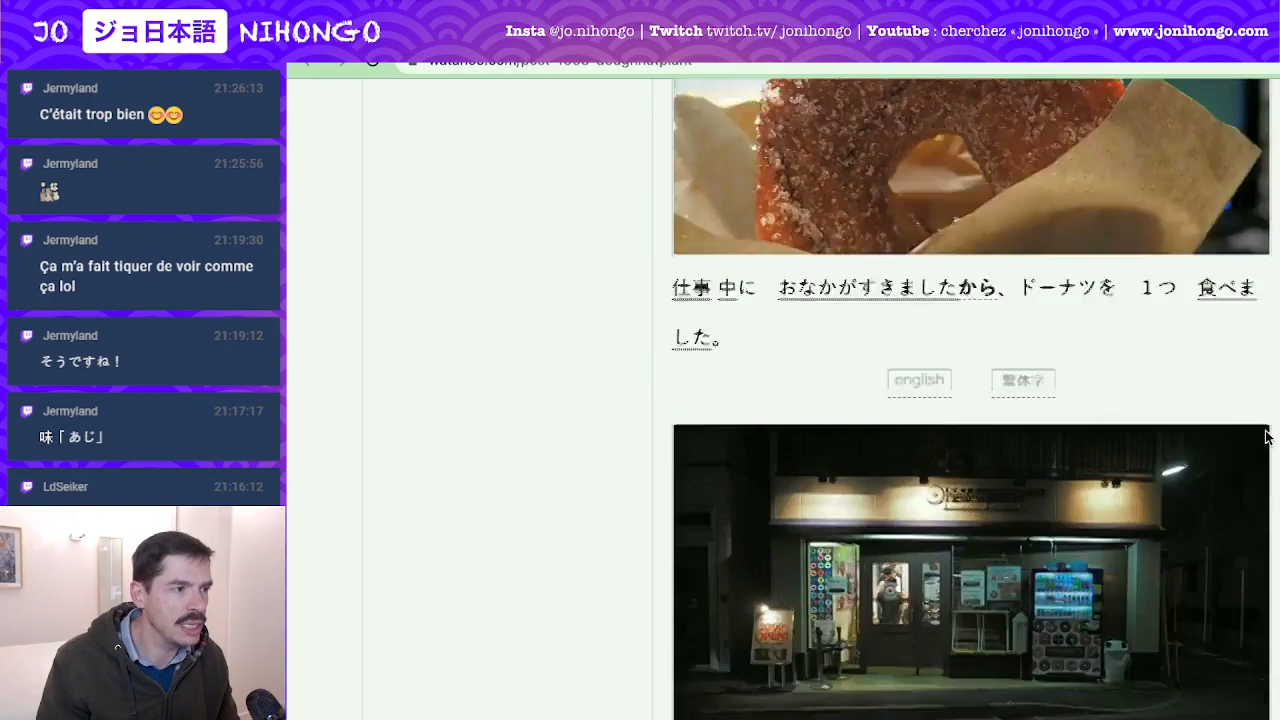 JO ジョ日本語 NIHONGO
Insta @jo.nihongo | Twitch twitch.tv/jonihongo | Youtube : cherchez « jonihongo » | www.jonihongo.com
Jermyland 21:26:13
C'était trop bien 😊😊
Jermyland 21:25:56
Jermyland 21:19:30
Ça m'a fait tiquer de voir comme
ça lol
Jermyland 21:19:12
そうですね！
Jermyland 21:17:17
味「あじ」
LdSeiker 21:16:12
仕事 中に おなかがすきましたから、ドーナツを 1つ 食べま
した。
english